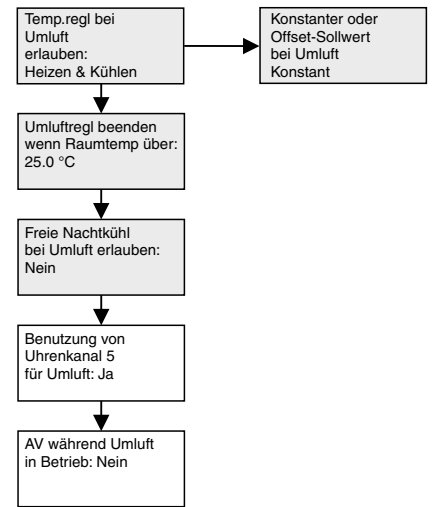 Temp.regl bei
Umluft
erlauben:
Heizen & Kühlen
Konstanter oder
Offset-Sollwert
bei Umluft
Konstant
Umluftregl beenden
wenn Raumtemp über:
25.0 °C
Freie Nachtkühl
bei Umluft erlauben:
Nein
Benutzung von
Uhrenkanal 5
für Umluft: Ja
AV während Umluft
in Betrieb: Nein